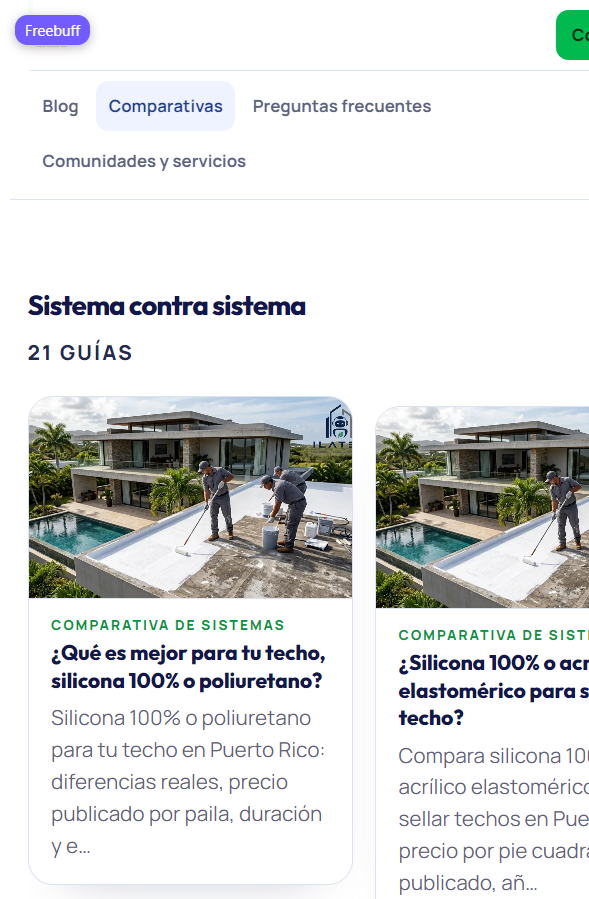 Freebuff
Blog
Comparativas
Preguntas frecuentes
Comunidades y servicios
Sistema contra sistema
21 GUÍAS
COMPARATIVA DE SISTEMAS
¿Qué es mejor para tu techo,
silicona 100% o poliuretano?
Silicona 100% o poliuretano
para tu techo en Puerto Rico:
diferencias reales, precio
publicado por paila, duración
y e...
COMPARATIVA DE
¿Silicona 100% o
elastomérico para
techo?
Compara silicona
acrílico
sellar techos en
precio por pie
publicado, añ...